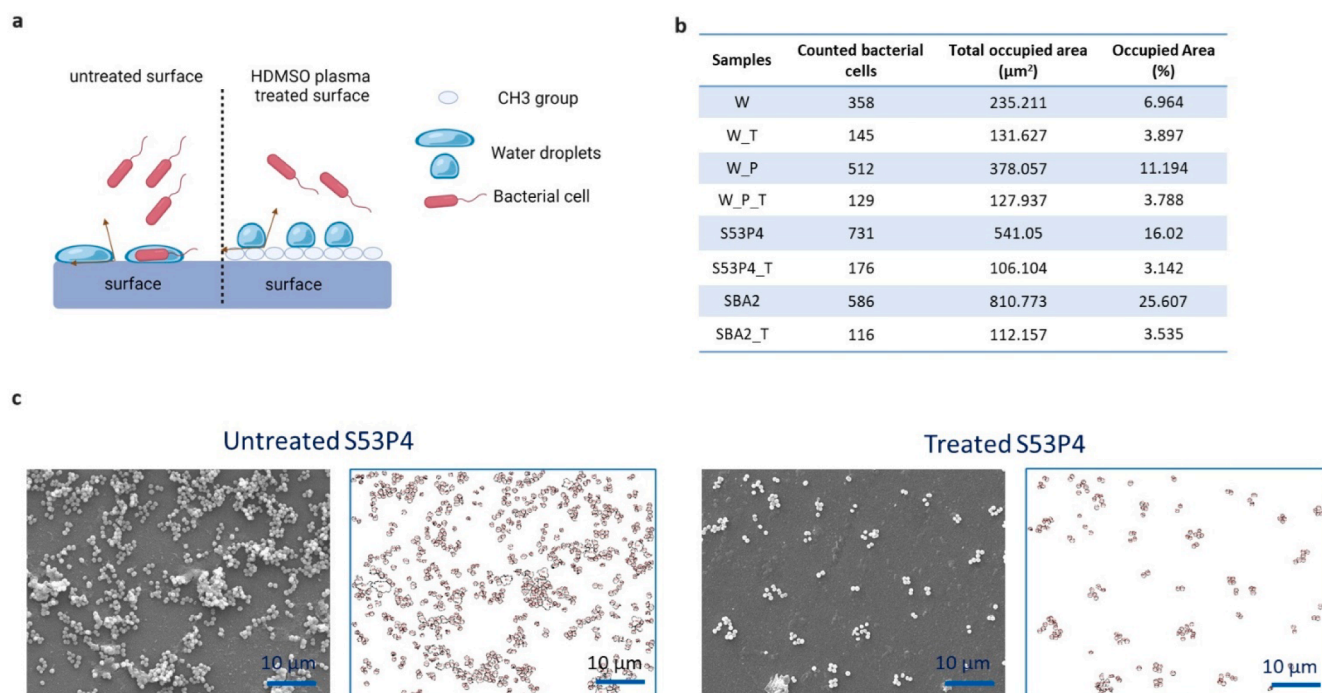 a
untreated surface
HDMSO plasma
treated surface
CH3 group
Water droplets
Bacterial cell
surface
surface
b
Samples Counted bacterial cells Total occupied area (µm²) Occupied Area (%)
W 358 235.211 6.964
W_T 145 131.627 3.897
W_P 512 378.057 11.194
W_P_T 129 127.937 3.788
S53P4 731 541.05 16.02
S53P4_T 176 106.104 3.142
SBA2 586 810.773 25.607
SBA2_T 116 112.157 3.535
c
Untreated S53P4
Treated S53P4
10 µm
10 µm
10 µm
10 µm